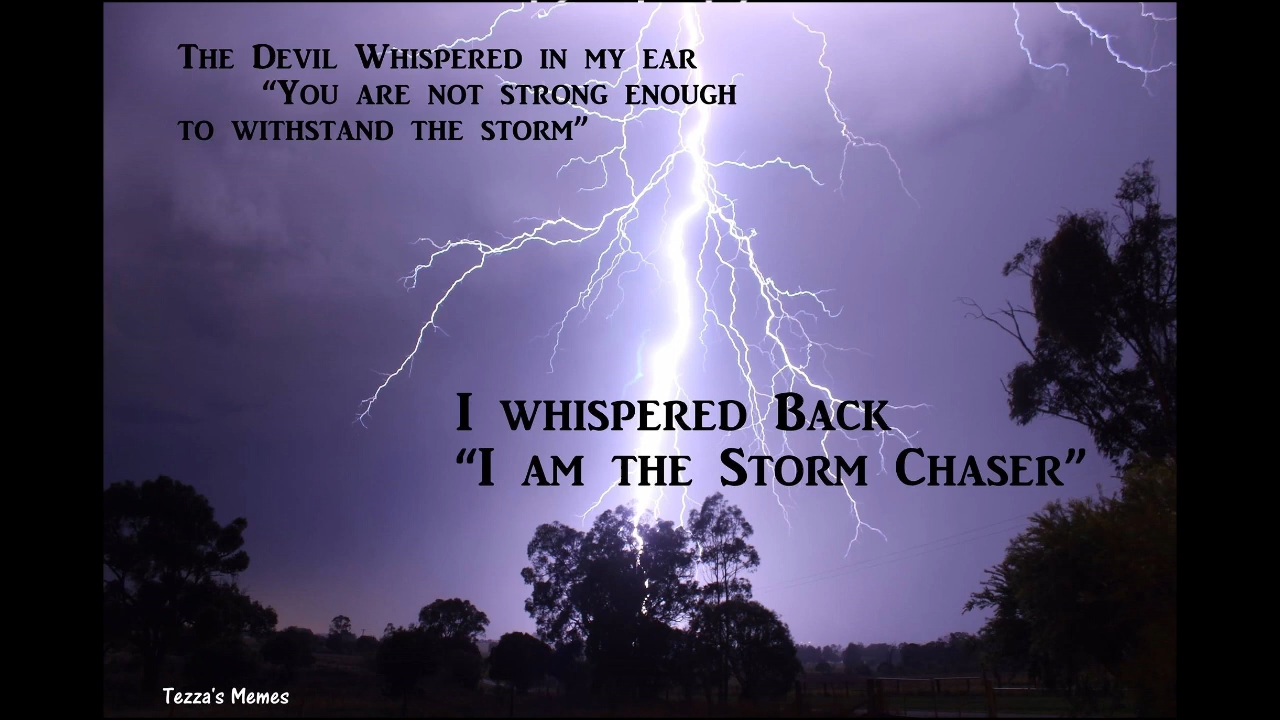 The Devil Whispered in my ear
“You are not strong enough
to withstand the storm”
I whispered Back
“I am the Storm Chaser”
Tezza's Memes